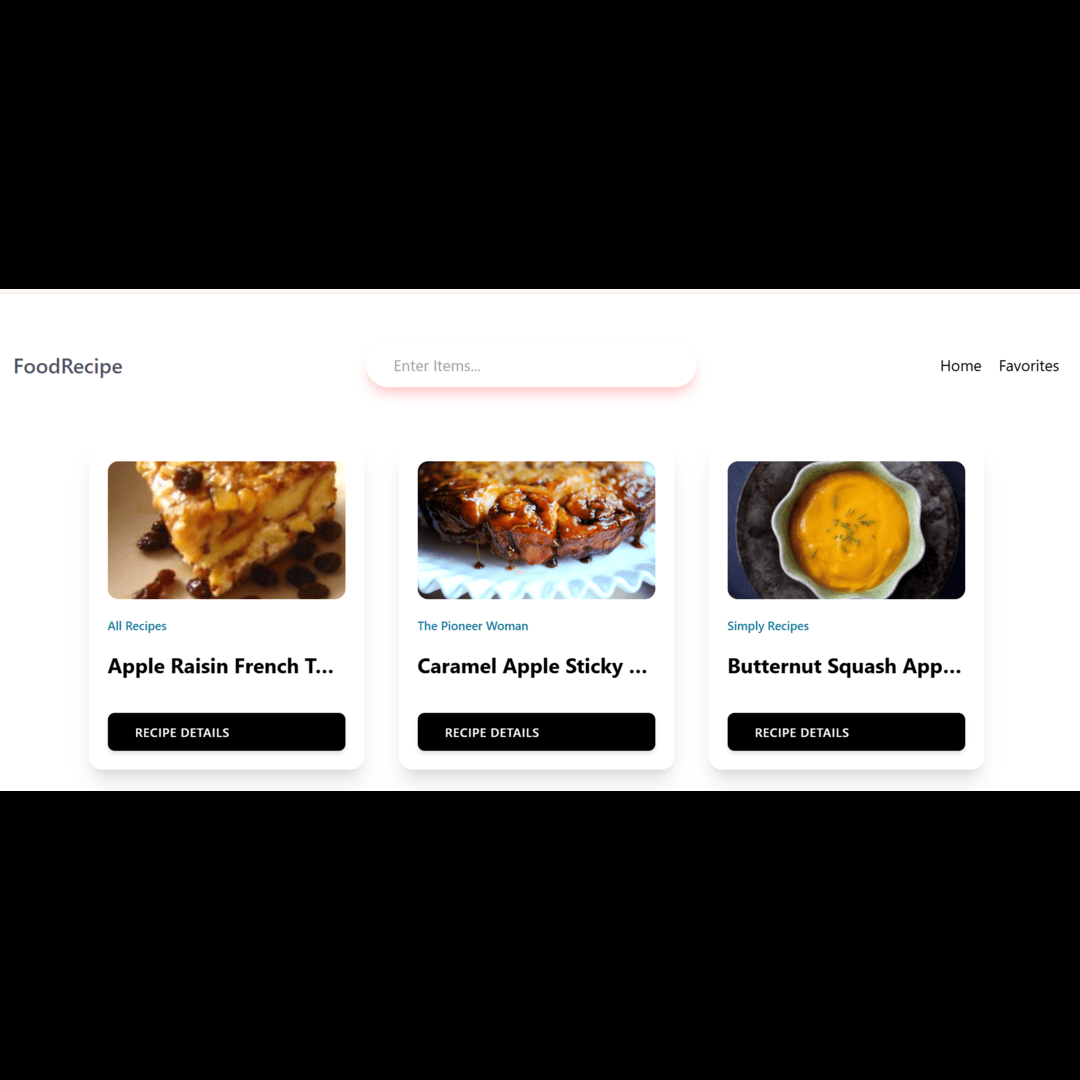 FoodRecipe
Enter Items...
Home Favorites
All Recipes
Apple Raisin French T...
RECIPE DETAILS
The Pioneer Woman
Caramel Apple Sticky ...
RECIPE DETAILS
Simply Recipes
Butternut Squash App...
RECIPE DETAILS